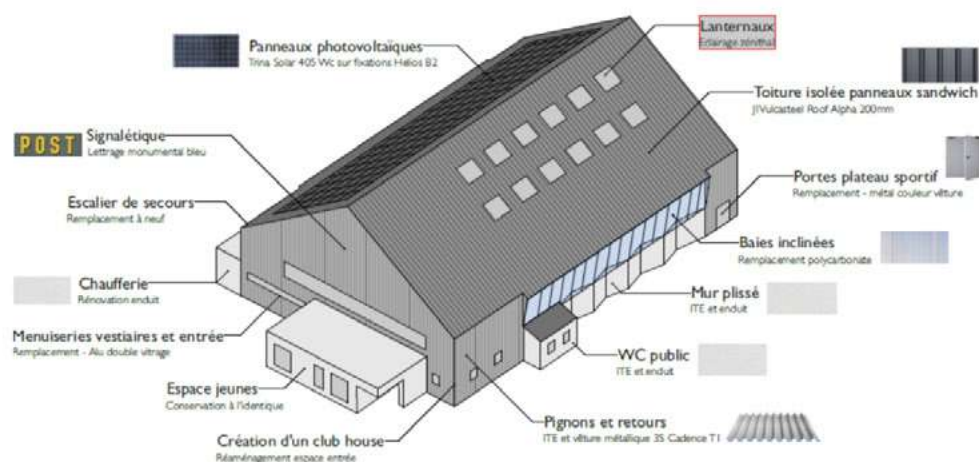 Lanternaux
Eclairage zénithal
Panneaux photovoltaïques
Trina Solar 405 Wc sur fixations Helios B2
Toiture isolée panneaux sandwich
JIVulcasteel Roof Alpha 200mm
POST
Signalétique
Lettrage monumental bleu
Portes plateau sportif
Remplacement - métal couleur vêture
Escalier de secours
Remplacement à neuf
Baies inclinées
Remplacement polycarbonate
Chaufferie
Rénovation enduit
Mur plissé
ITE et enduit
Menuiseries vestiaires et entrée
Remplacement - Alu double vitrage
WC public
ITE et enduit
Espace jeunes
Conservation à l'identique
Pignons et retours
ITE et vêture métallique 3S Cadence T1
Création d'un club house
Réaménagement espace entrée